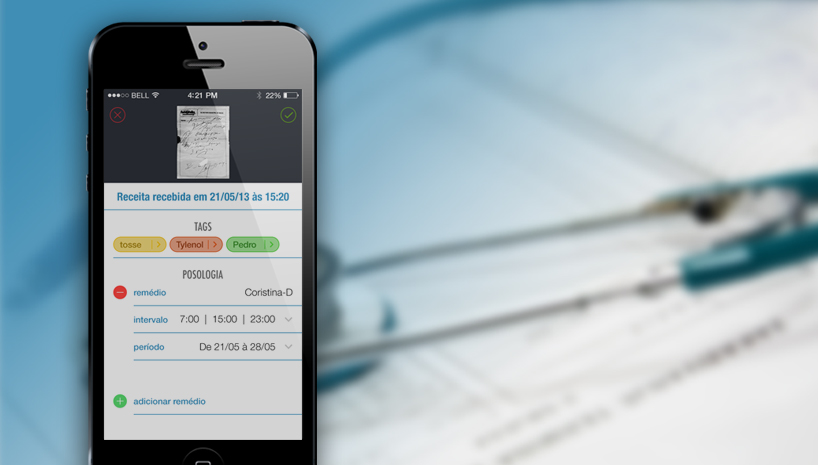 BELL 4:21 PM 22%
Receita recebida em 21/05/13 às 15:20
TAGS
tosse Tylenol Pedro
POSOLOGIA
remédio Coristina-D
intervalo 7:00 | 15:00 | 23:00
período De 21/05 à 28/05
adicionar remédio